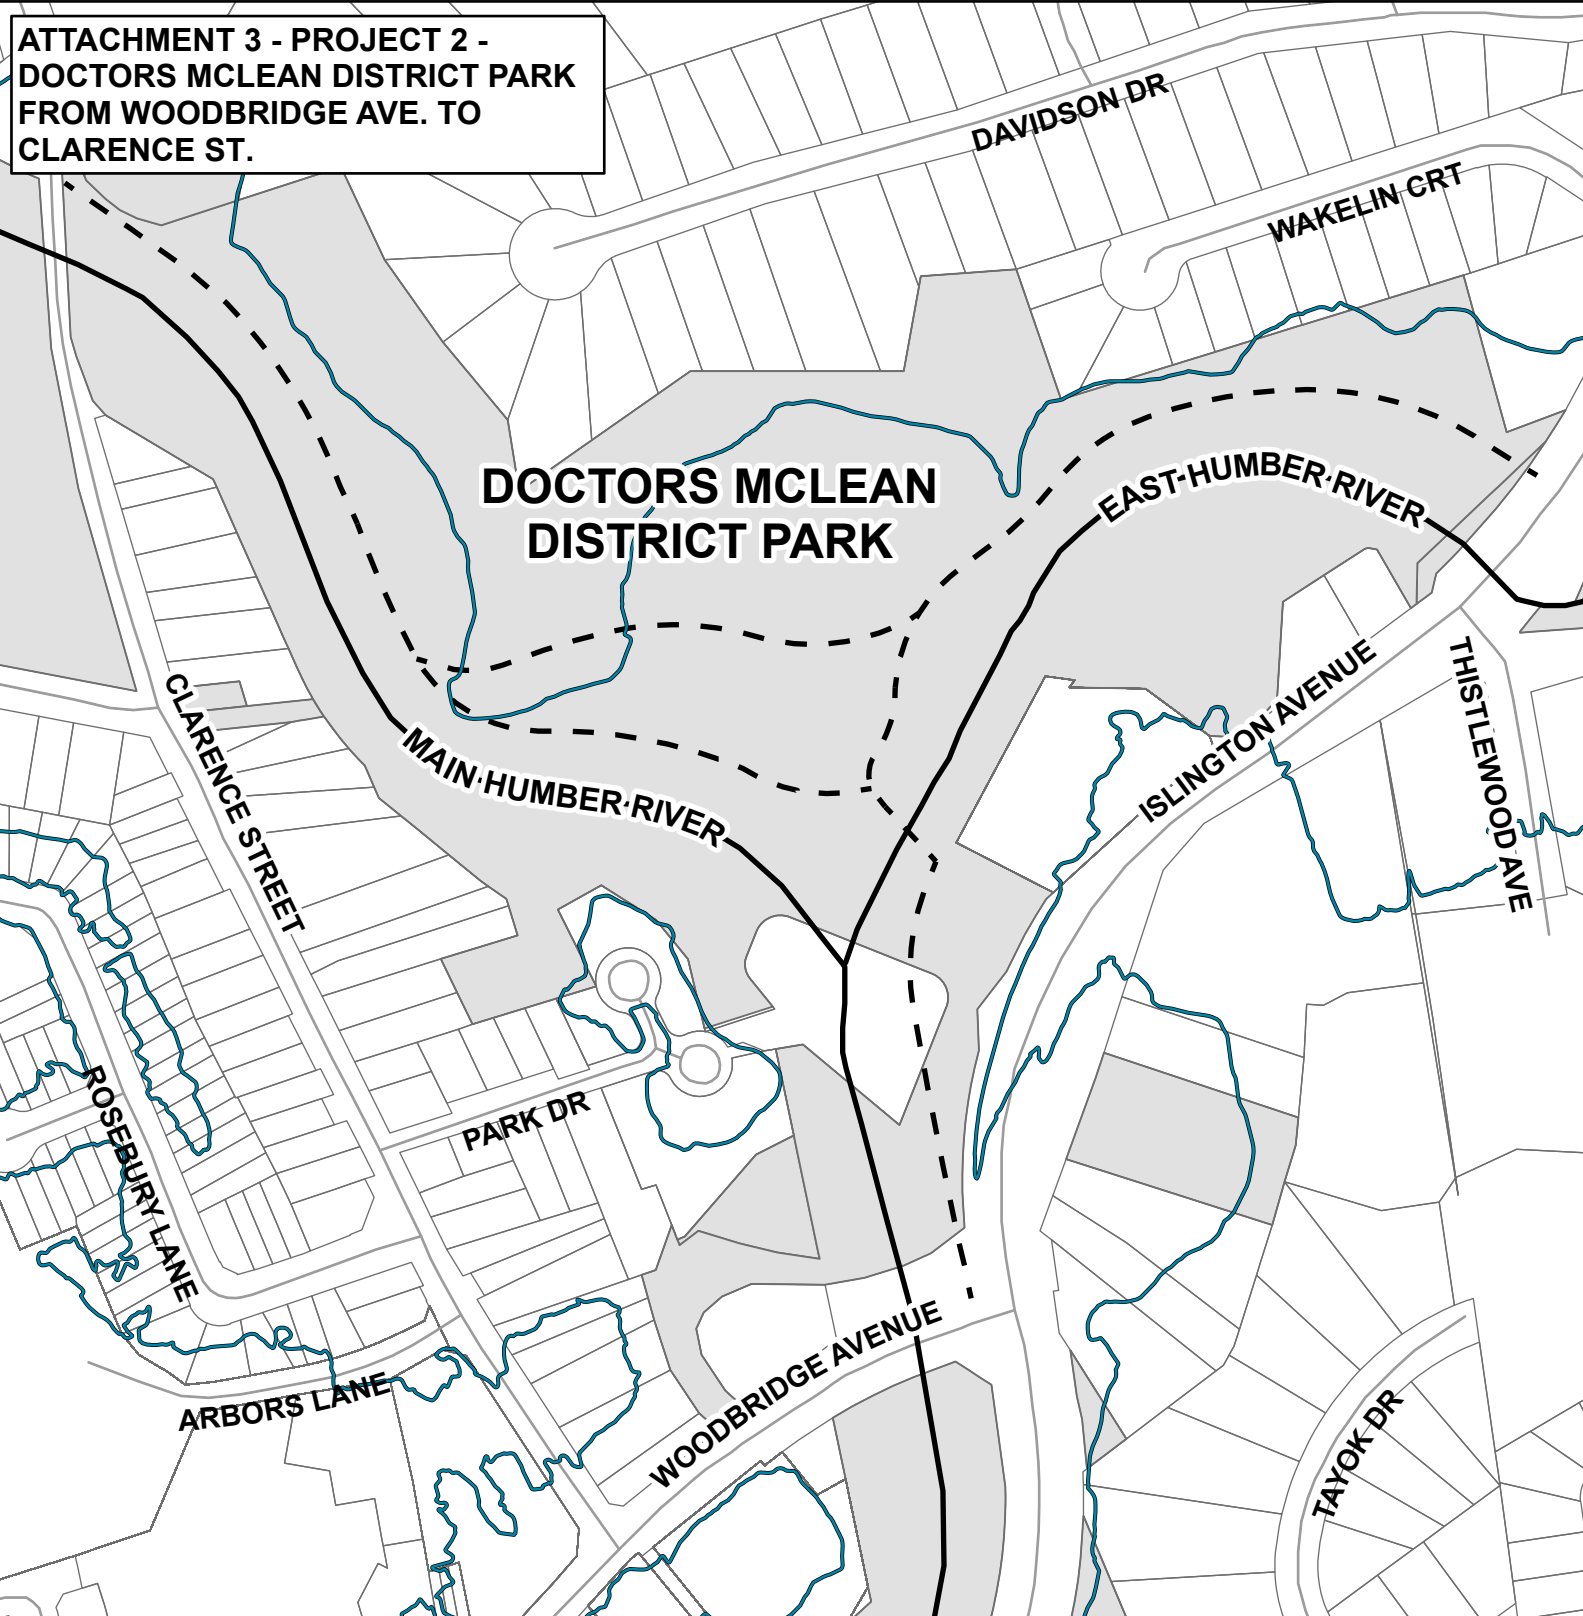 ATTACHMENT 3 - PROJECT 2 -
DOCTORS MCLEAN DISTRICT PARK
FROM WOODBRIDGE AVE. TO
CLARENCE ST.
DAVIDSON DR
WAKELIN CRT
DOCTORS MCLEAN
DISTRICT PARK
EAST HUMBER RIVER
CLARENCE STREET
MAIN HUMBER RIVER
ISLINGTON AVENUE
THISTLEWOOD AVE
ROSEBURY LANE
PARK DR
ARBORS LANE
WOODBRIDGE AVENUE
TAYOK DR